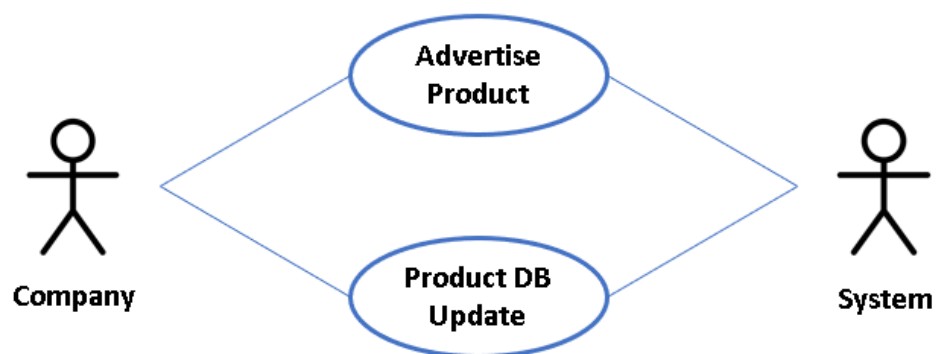 Advertise
Product
Company
System
Product DB
Update